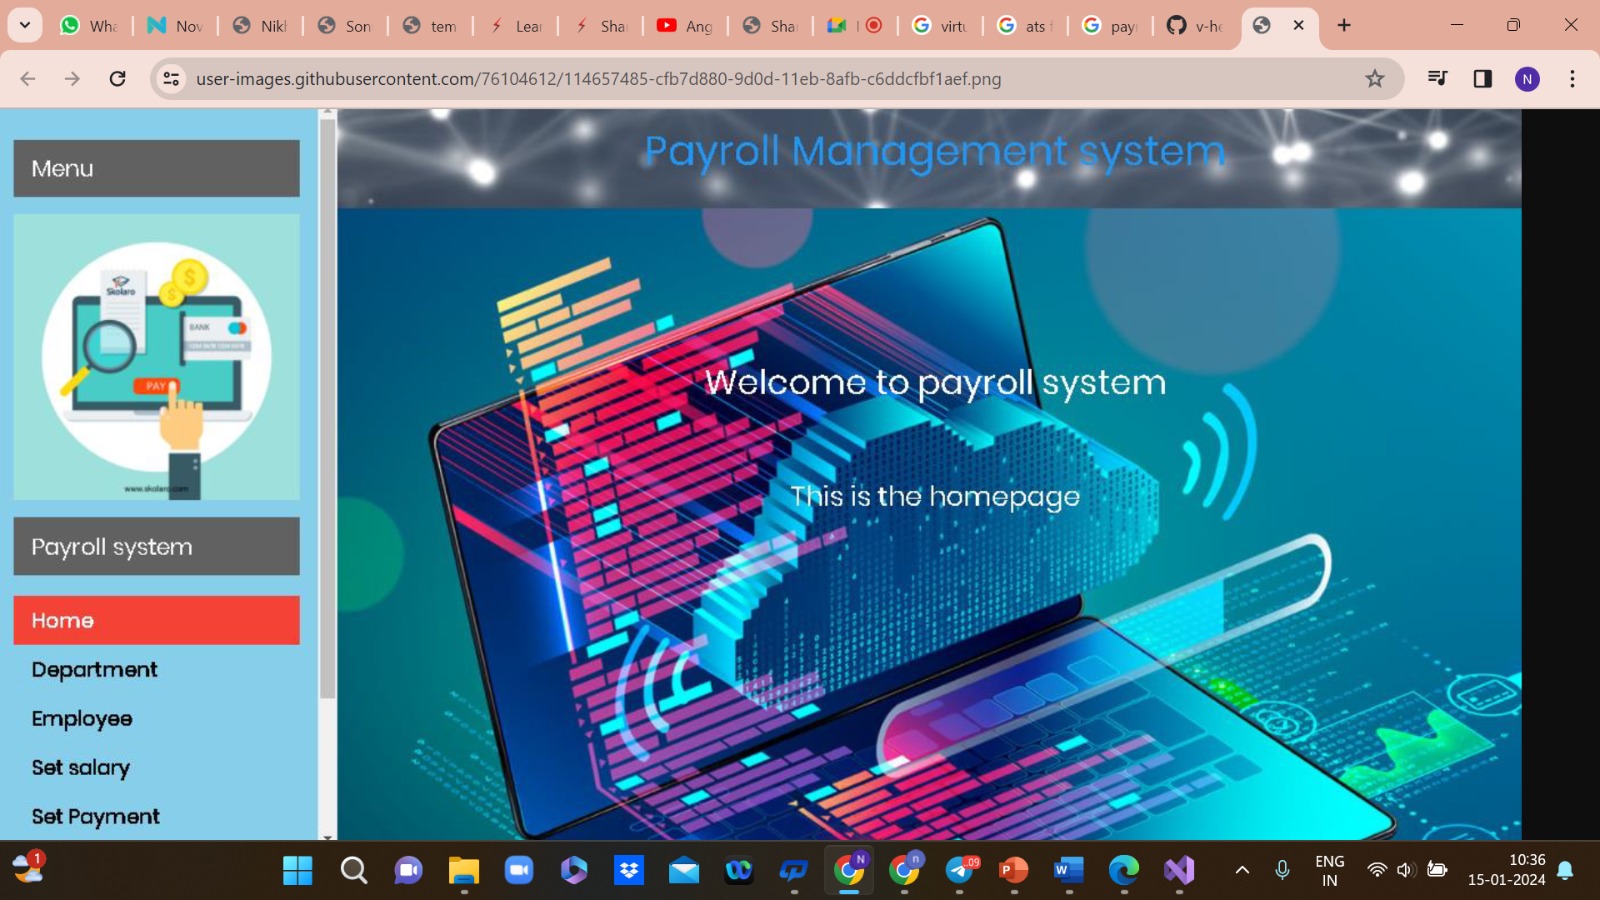 Wha
Nov
Nikl
Son
tem
Lear
Sha
Ang
Sha
virtu
ats f
payr
v-he
user-images.githubusercontent.com/76104612/114657485-cfb7d880-9d0d-11eb-8afb-c6ddcfbf1aef.png
N
Menu
Payroll Management system
Skolaro
BANK
PAY
www.skolaro.com
Welcome to payroll system
This is the homepage
Payroll system
Home
Department
Employee
Set salary
Set Payment
1
N
n
.09
ENG
IN
10:36
15-01-2024